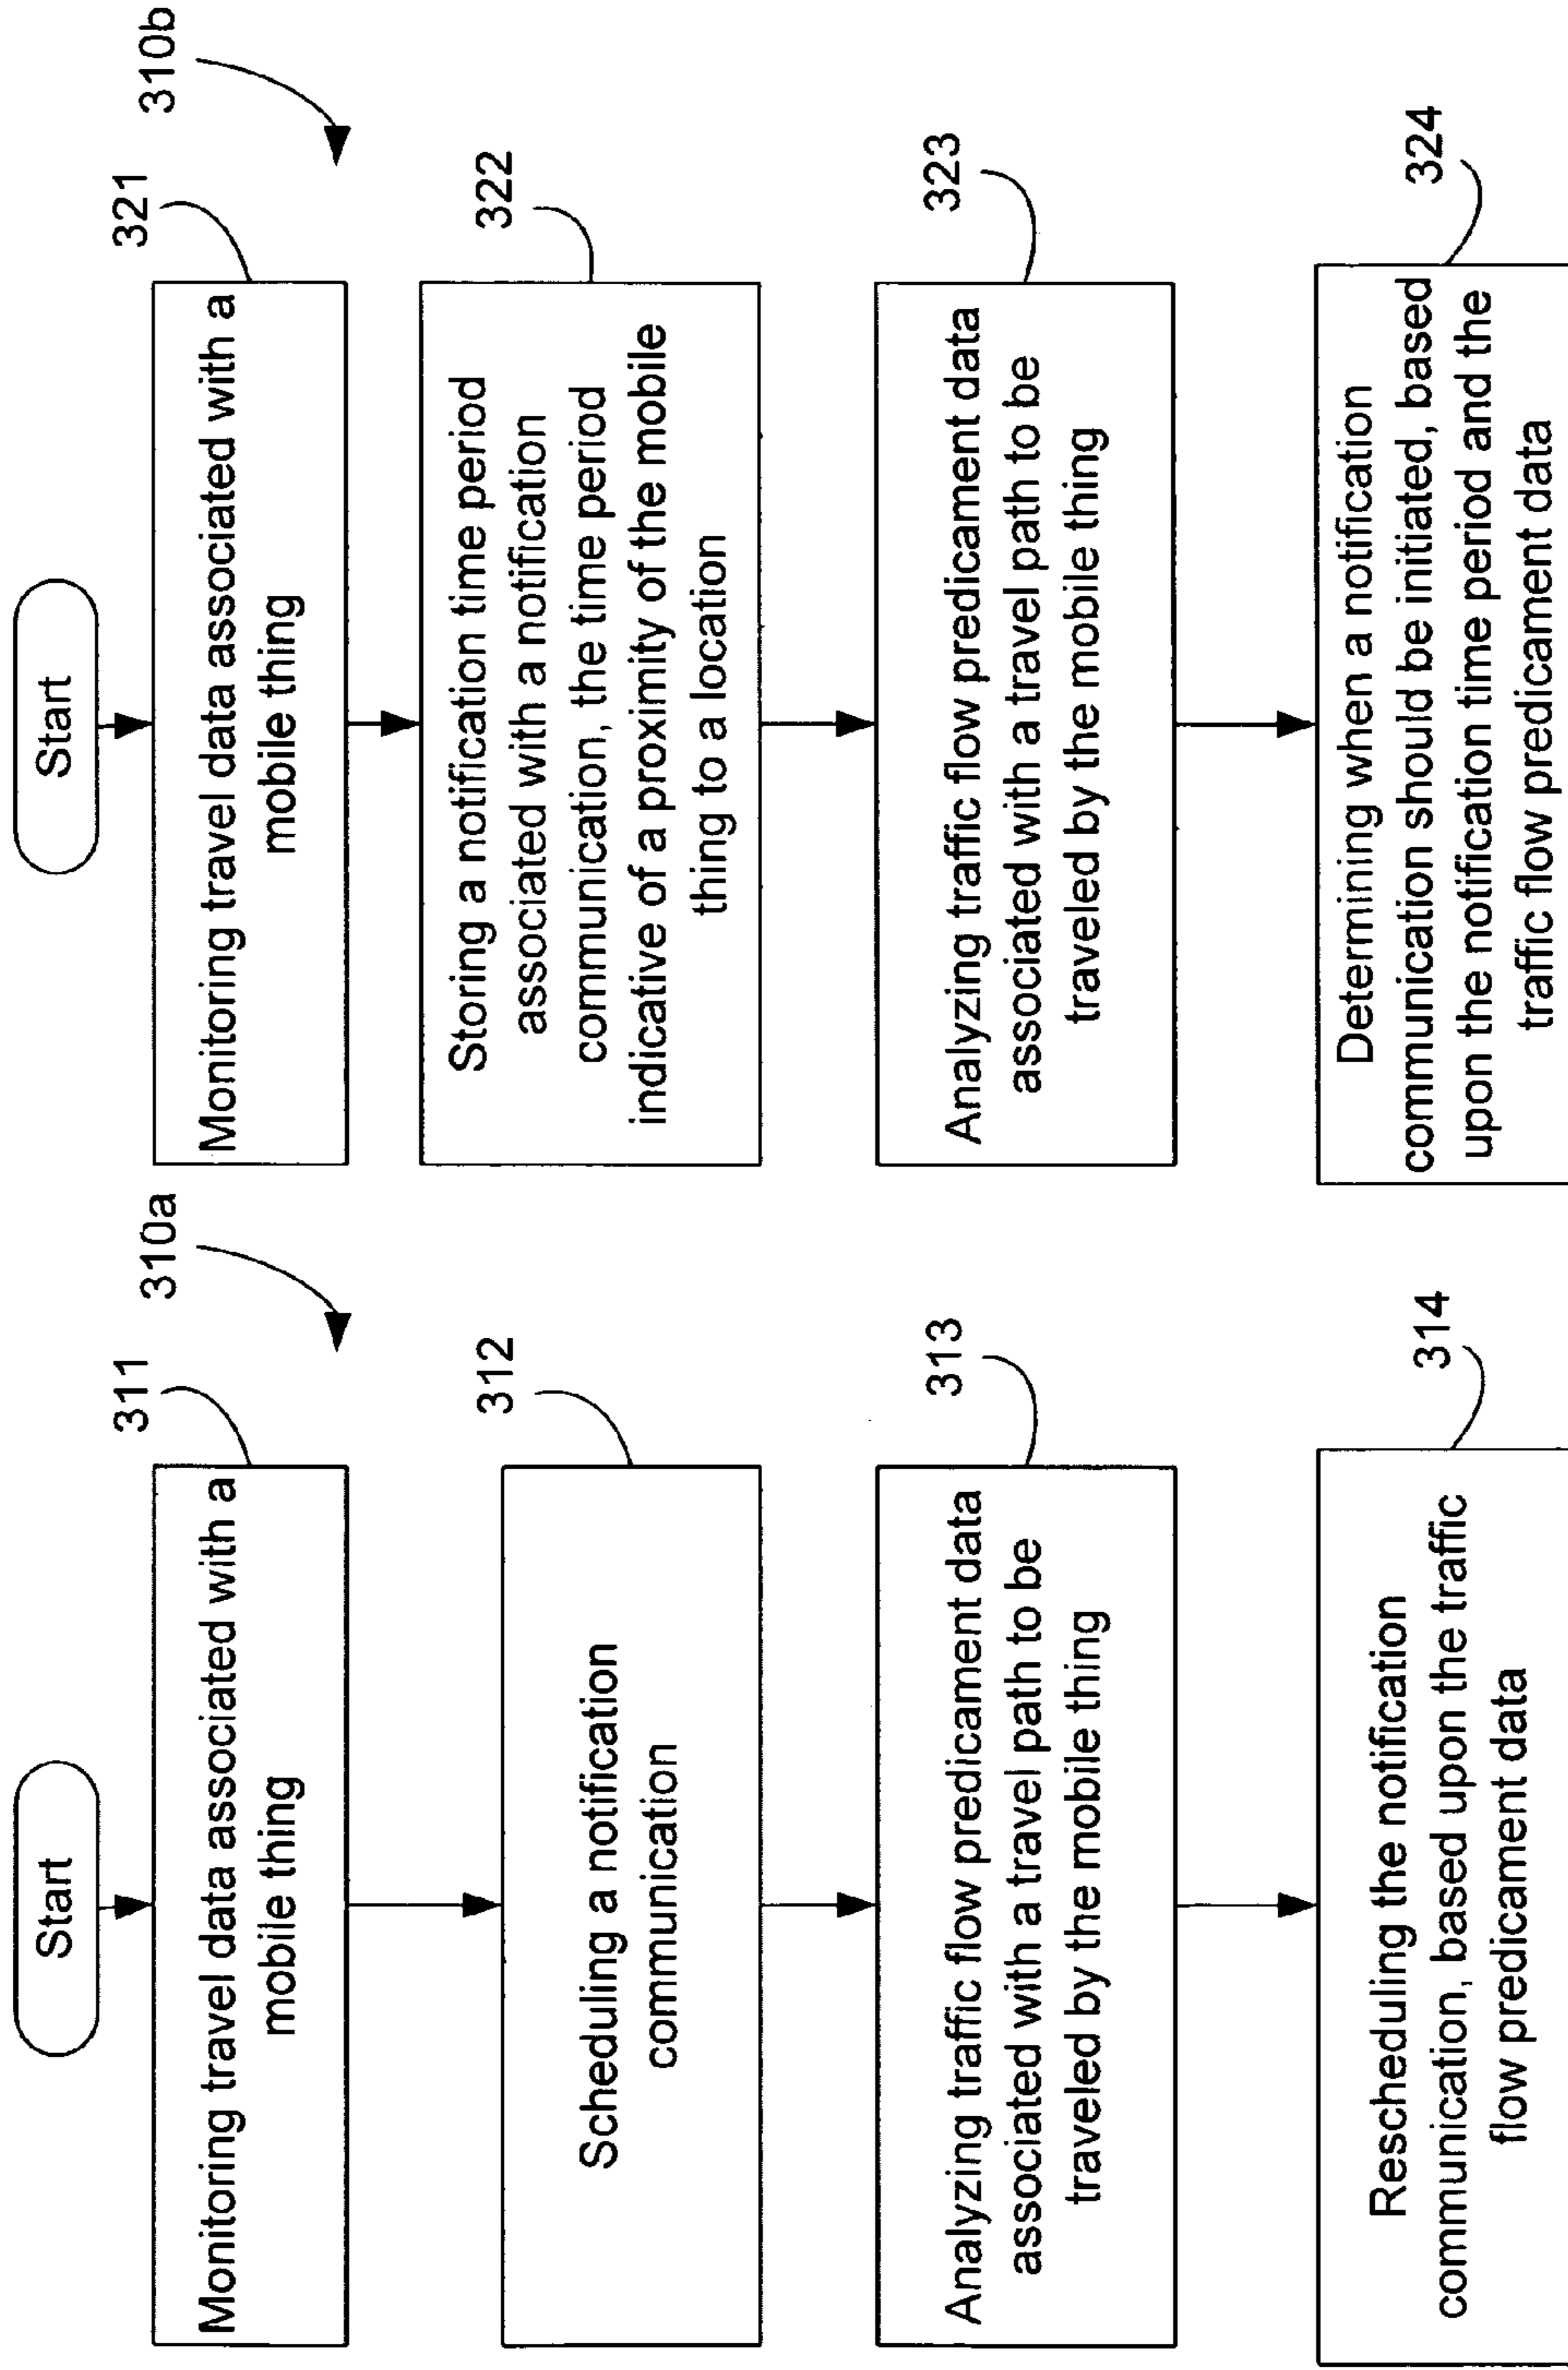 Start
310a
311
Monitoring travel data associated with a
mobile thing
312
Scheduling a notification
communication
313
Analyzing traffic flow predicament data
associated with a travel path to be
traveled by the mobile thing
314
Rescheduling the notification
communication, based upon the traffic
flow predicament data
Start
310b
321
Monitoring travel data associated with a
mobile thing
322
Storing a notification time period
associated with a notification
communication, the time period
indicative of a proximity of the mobile
thing to a location
323
Analyzing traffic flow predicament data
associated with a travel path to be
traveled by the mobile thing
324
Determining when a notification
communication should be initiated, based
upon the notification time period and the
traffic flow predicament data